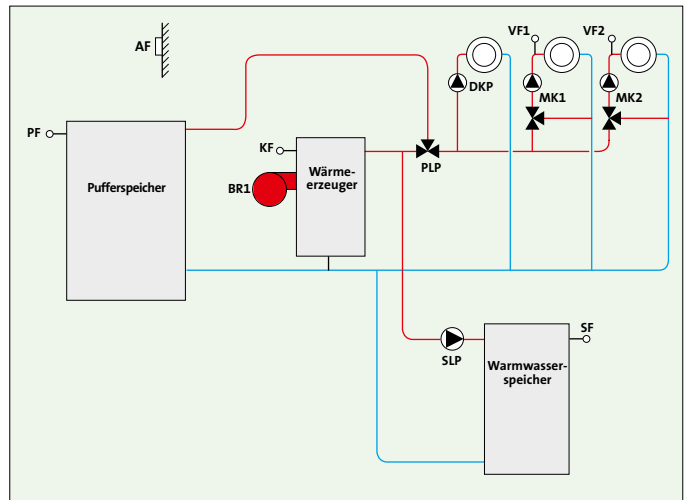 AF
VF1
VF2
DKP
MK1
MK2
PF
KF
Wärme-
erzeuger
PLP
BR1
Pufferspeicher
SLP
SF
Warmwasser-
speicher